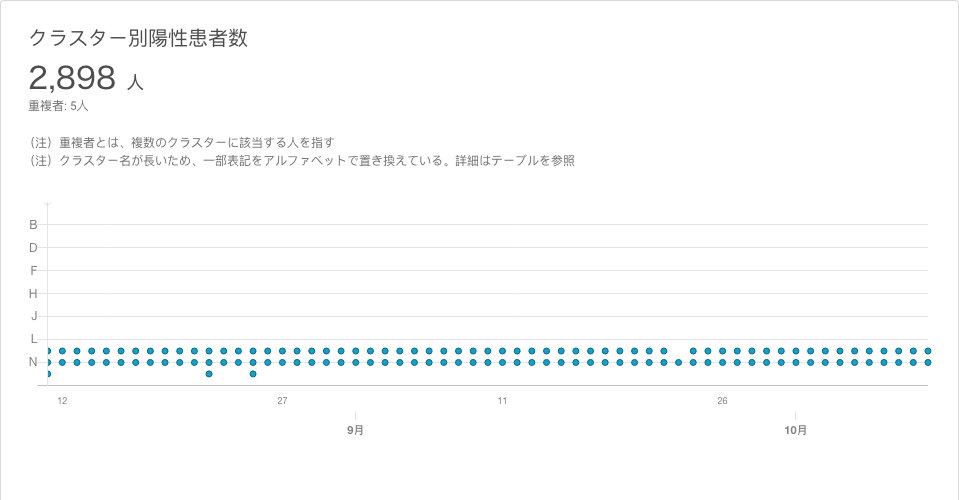 クラスター別陽性患者数
2,898 人
重複者: 5人
（注）重複者とは、複数のクラスターに該当する人を指す
（注）クラスター名が長いため、一部表記をアルファベットで置き換えている。詳細はテーブルを参照
B
D
F
H
J
L
N
12 27 11 26
9月 10月